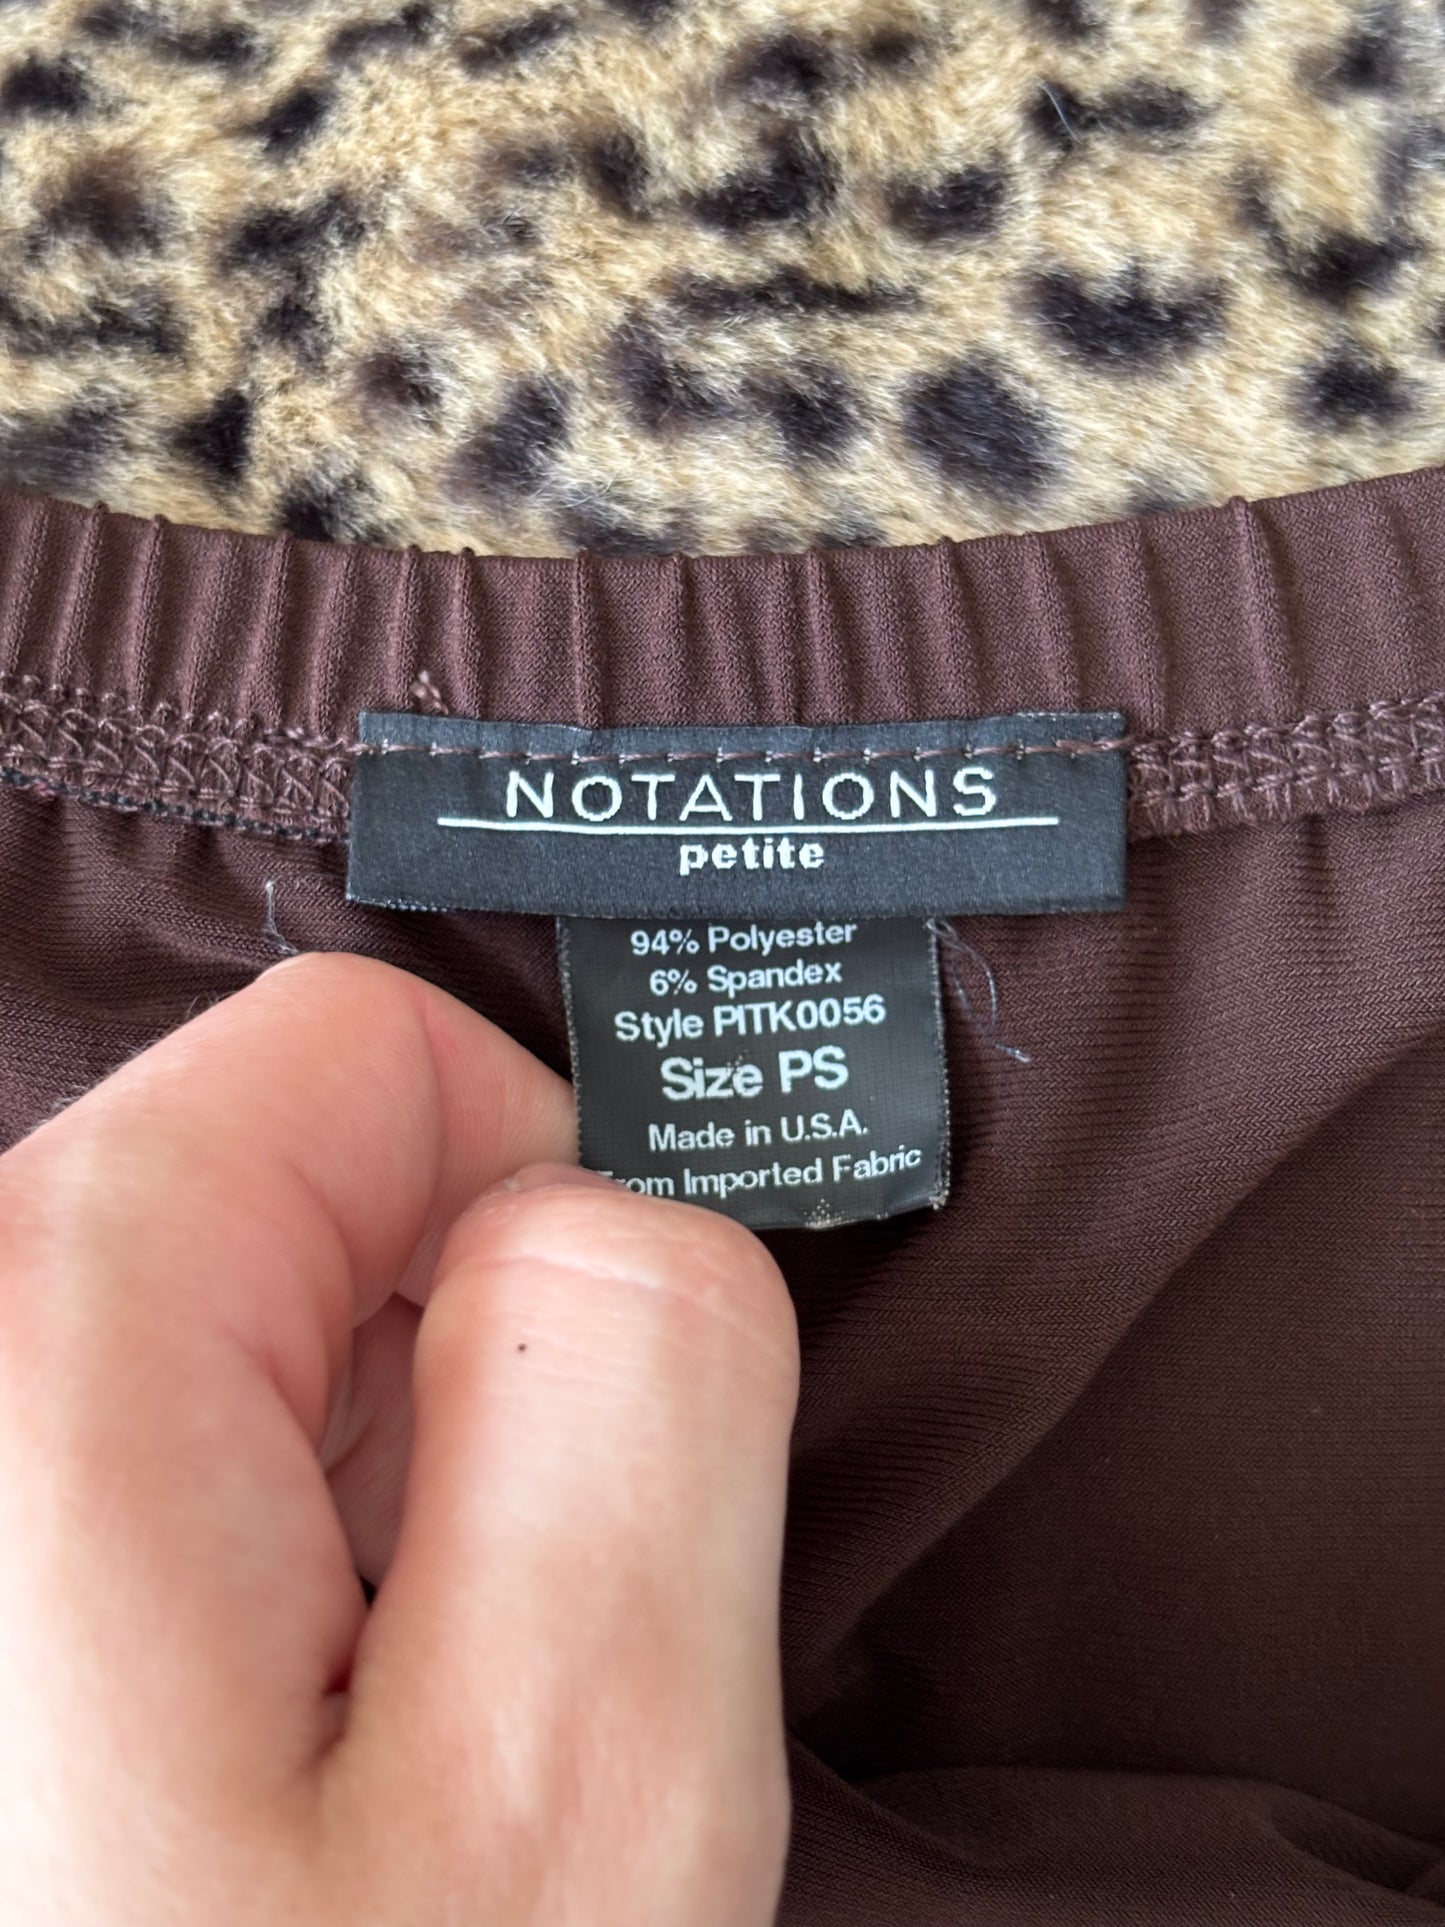 NOTATIONS
petite
94% Polyester
6% Spandex
Style PITK0056
Size PS
Made in U.S.A.
From Imported Fabric